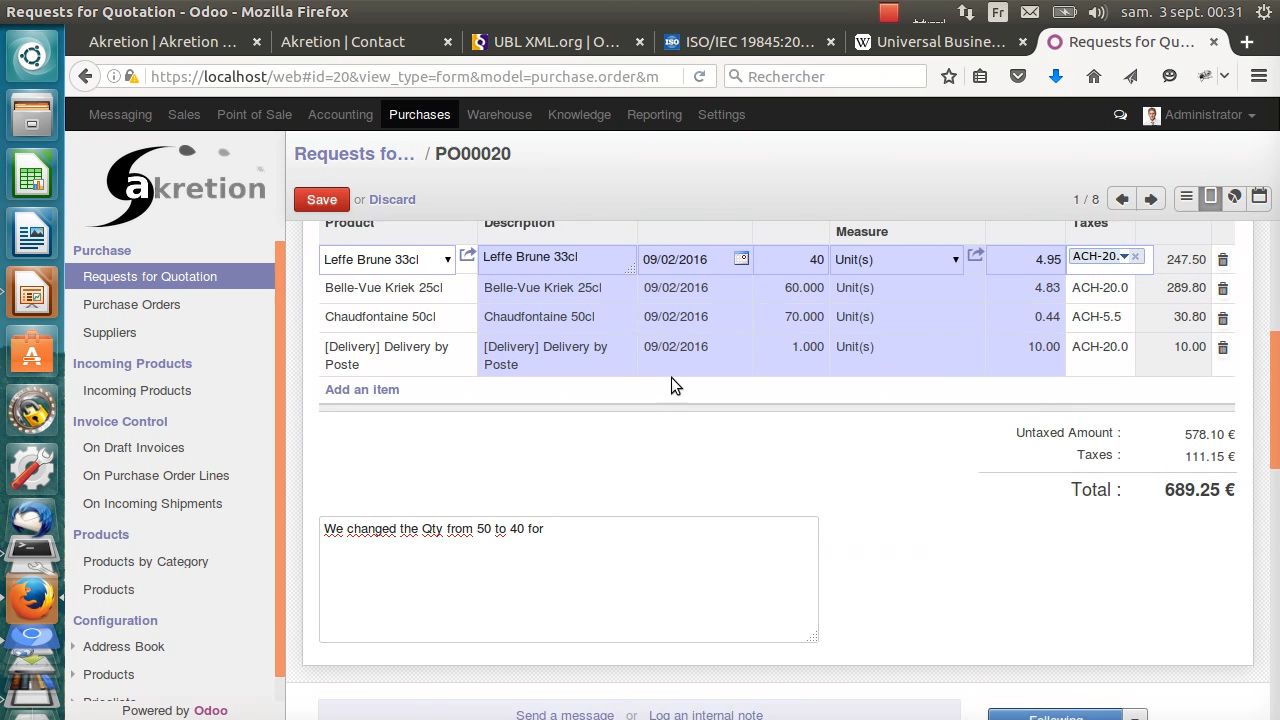 Requests for Quotation - Odoo - Mozilla Firefox
Fr
sam. 3 sept. 00:31
Akretion | Akretion ...
Akretion | Contact
UBL XML.org | O...
ISO/IEC 19845:20...
Universal Busine...
Requests for Qu...
https://localhost/web#id=20&view_type=form&model=purchase.order&m
Rechercher
Messaging Sales Point of Sale Accounting Purchases Warehouse Knowledge Reporting Settings
Administrator
akretion
Requests fo... / PO00020
Save or Discard
1 / 8
Purchase
Requests for Quotation
Purchase Orders
Suppliers
Incoming Products
Incoming Products
Invoice Control
On Draft Invoices
On Purchase Order Lines
On Incoming Shipments
Products
Products by Category
Products
Configuration
Address Book
Products
Pricelists
Powered by Odoo
Product Description Measure Taxes
Leffe Brune 33cl Leffe Brune 33cl 09/02/2016 40 Unit(s) 4.95 ACH-20. 247.50
Belle-Vue Kriek 25cl Belle-Vue Kriek 25cl 09/02/2016 60.000 Unit(s) 4.83 ACH-20.0 289.80
Chaudfontaine 50cl Chaudfontaine 50cl 09/02/2016 70.000 Unit(s) 0.44 ACH-5.5 30.80
[Delivery] Delivery by [Delivery] Delivery by 09/02/2016 1.000 Unit(s) 10.00 ACH-20.0 10.00
Poste Poste
Add an item
Untaxed Amount : 578.10 €
Taxes : 111.15 €
Total : 689.25 €
We changed the Qty from 50 to 40 for
Send a message or Log an internal note
Following